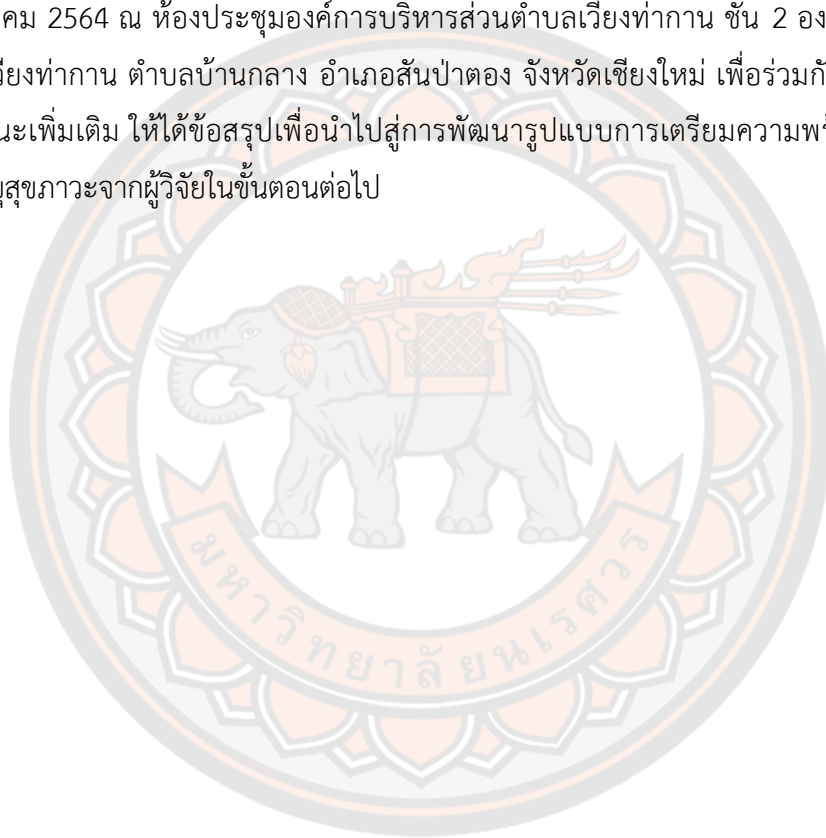 คม 2564 ณ ห้องประชุมองค์การบริหารส่วนตำบลเวียงท่ากาน ชั้น 2 อง
วียงท่ากาน ตำบลบ้านกลาง อำเภอสันป่าตอง จังหวัดเชียงใหม่ เพื่อร่วมกั
นะเพิ่มเติม ให้ได้ข้อสรุปเพื่อนำไปสู่การพัฒนารูปแบบการเตรียมความพร
ยุสุขภาวะจากผู้วิจัยในขั้นตอนต่อไป
มหาวิทยาลัยนเรศวร